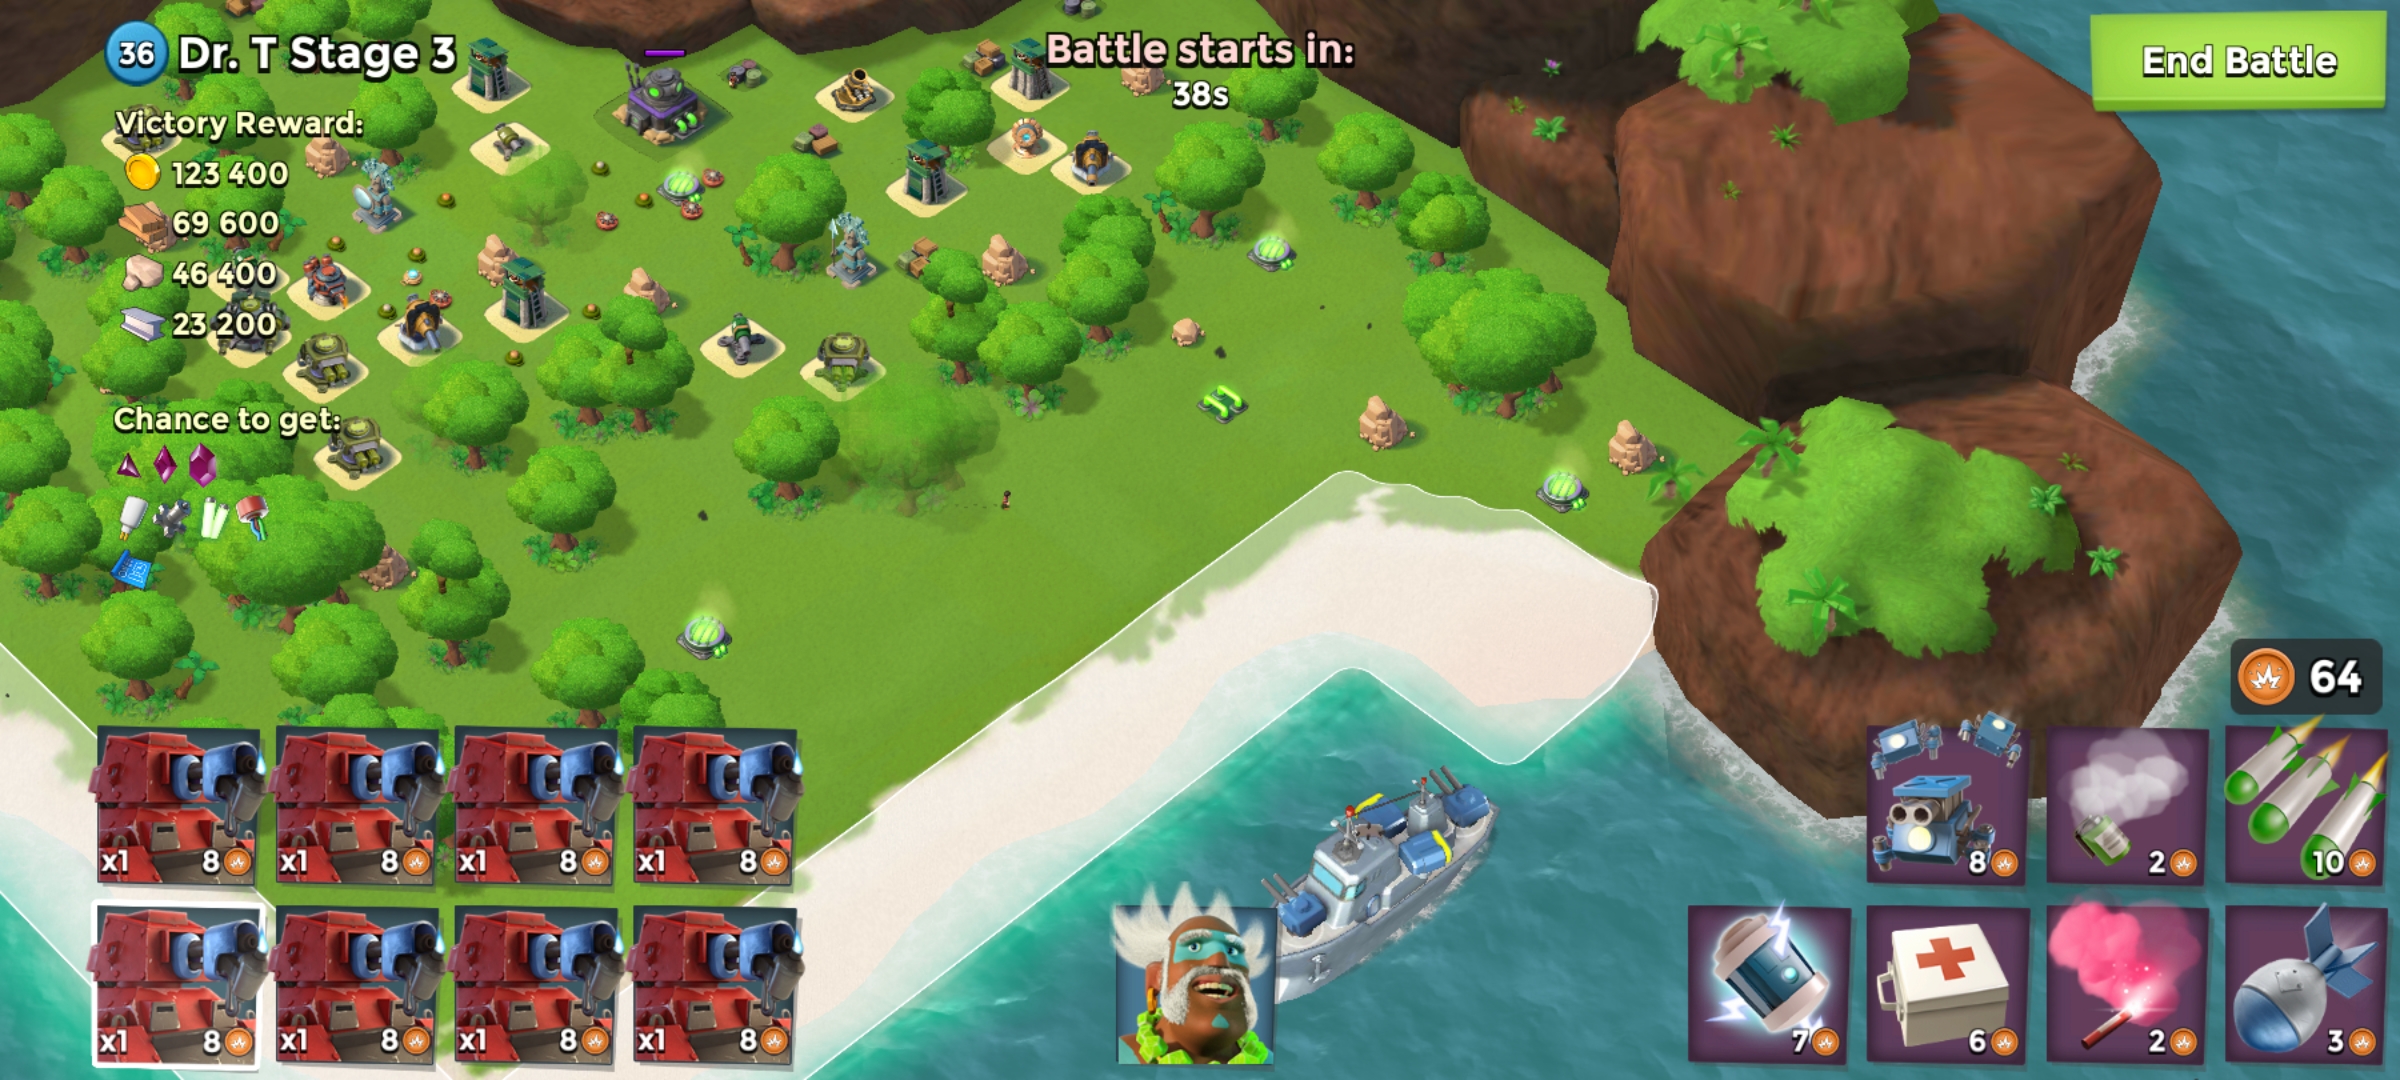 36 Dr. T Stage 3
Battle starts in:
38s
End Battle
Victory Reward:
123 400
69 600
46 400
23 200
Chance to get:
64
x1 8
x1 8
x1 8
x1 8
8
2
10
x1 8
x1 8
x1 8
x1 8
7
6
2
3